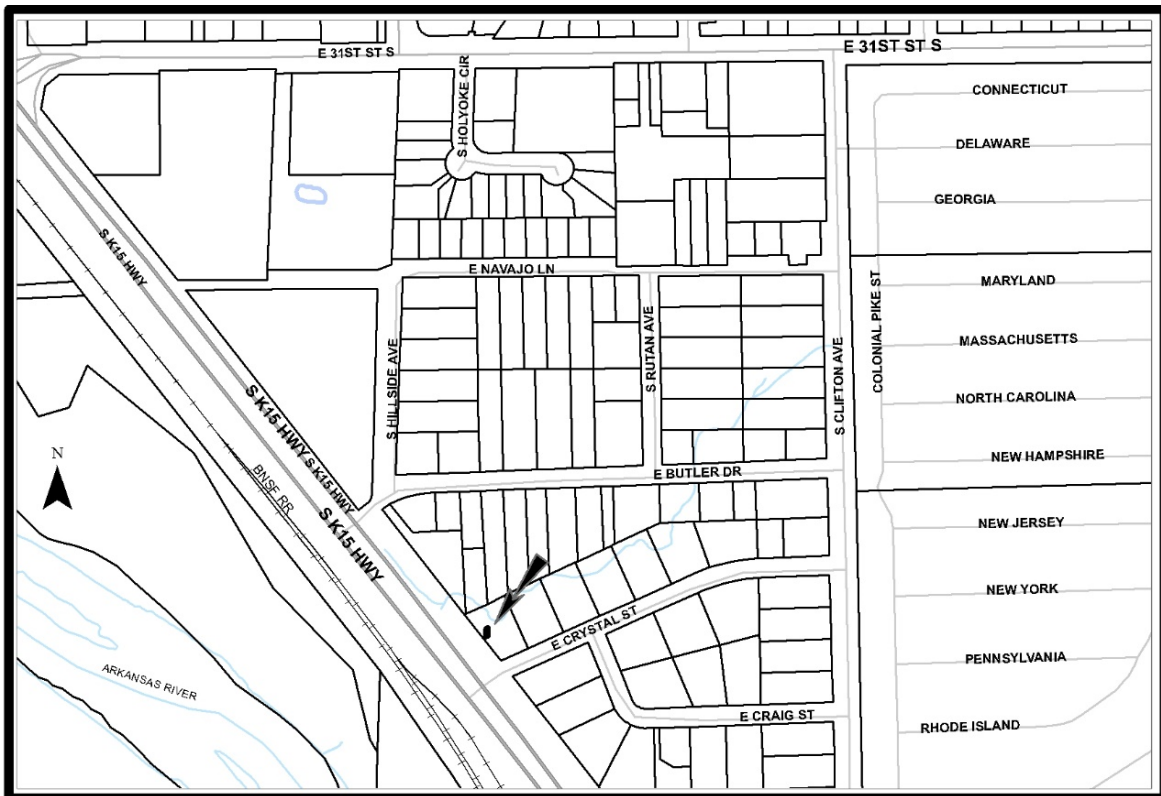 E 31ST ST S
E 31ST ST S
S HOLYOKE CIR
CONNECTICUT
DELAWARE
GEORGIA
S K15 HWY
E NAVAJO LN
MARYLAND
COLONIAL PIKE ST
MASSACHUSETTS
S HILLSIDE AVE
S RUTAN AVE
S CLIFTON AVE
NORTH CAROLINA
S K15 HWY
NEW HAMPSHIRE
N
S K15 HWY
BNSF RR
E BUTLER DR
S K15 HWY
NEW JERSEY
NEW YORK
E CRYSTAL ST
PENNSYLVANIA
ARKANSAS RIVER
E CRAIG ST
RHODE ISLAND